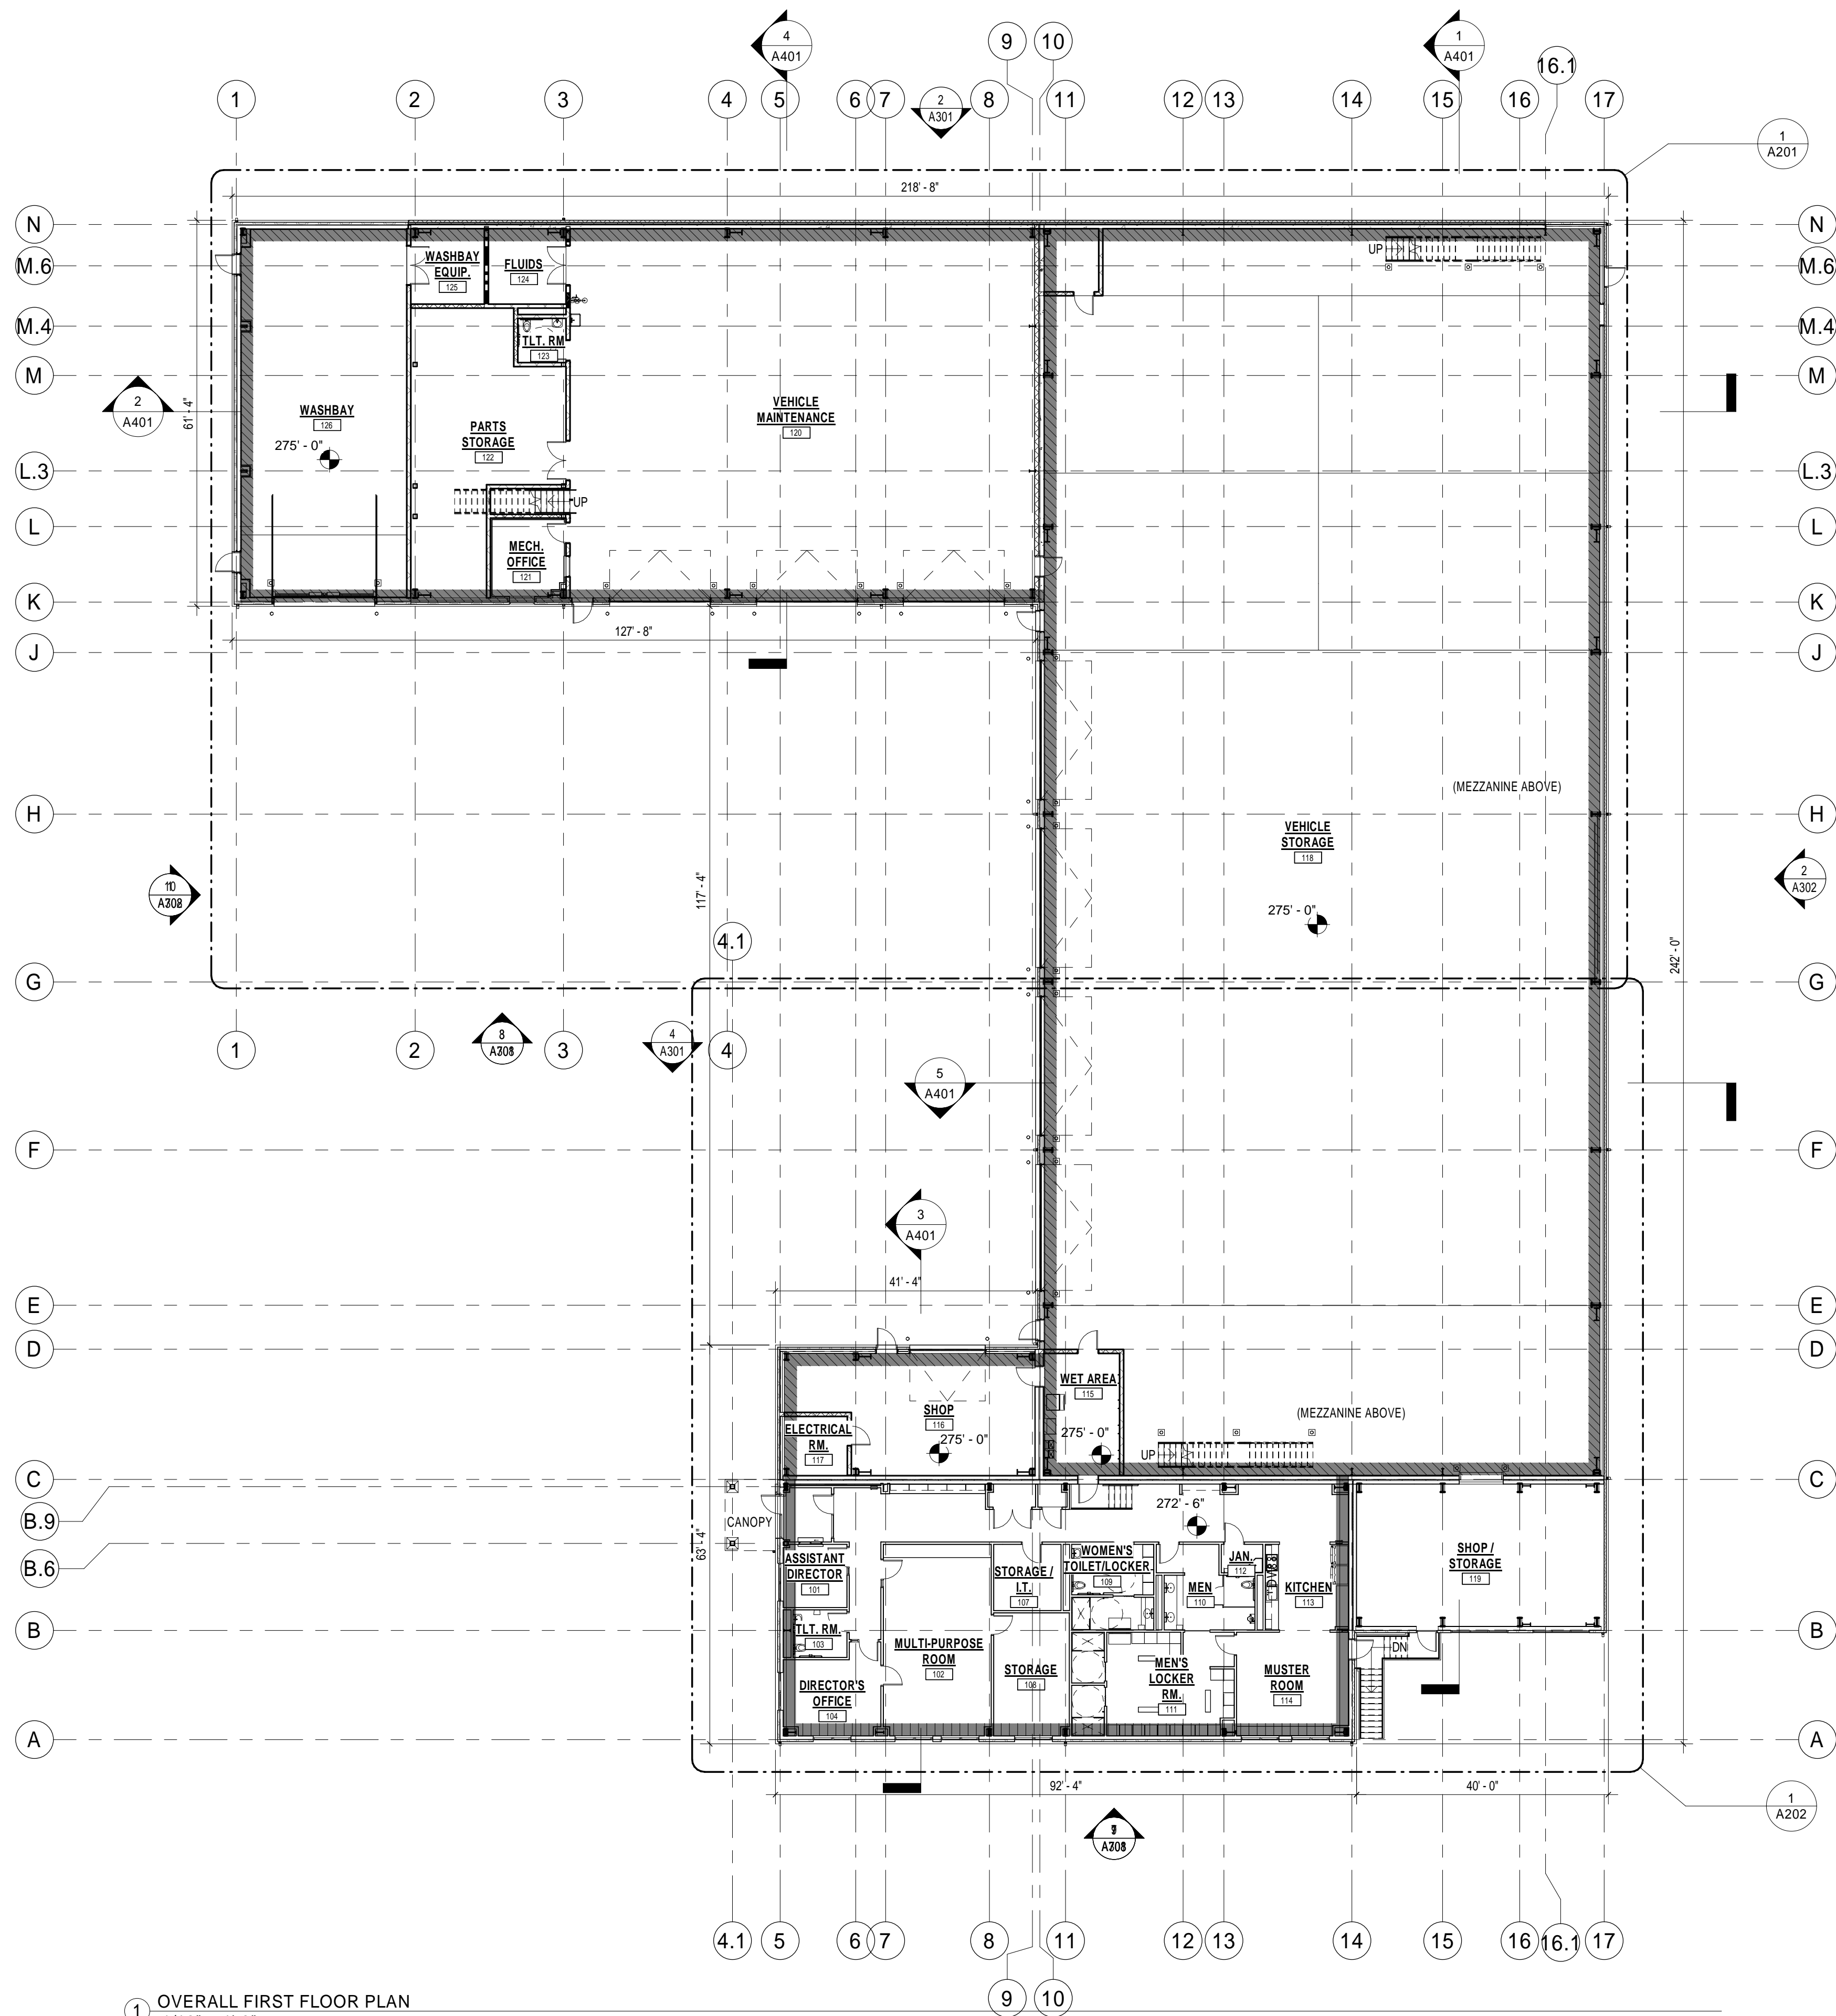 4
A401
9
10
1
A401
16.1
1
2
3
4
5
6
7
2
A301
8
11
12
13
14
15
16
17
1
A201
218' - 8"
N
N
M.6
M.6
M.4
M.4
M
M
L.3
L.3
L
L
K
K
J
J
H
H
G
G
F
F
E
E
D
D
C
C
B.9
B.6
B
B
A
A
UP
WASHBAY
EQUIP.
125
FLUIDS
124
TLT. RM
123
2
A401
61' - 4"
WASHBAY
126
275' - 0"
PARTS
STORAGE
122
VEHICLE
MAINTENANCE
120
UP
MECH.
OFFICE
121
127' - 8"
(MEZZANINE ABOVE)
VEHICLE
STORAGE
118
275' - 0"
2
A302
117' - 4"
4.1
242' - 0"
1
2
3
4
8
4
A301
5
A401
3
A401
41' - 4"
WET AREA
115
275' - 0"
SHOP
116
275' - 0"
ELECTRICAL
RM.
117
(MEZZANINE ABOVE)
UP
272' - 6"
CANOPY
63' - 4"
ASSISTANT
DIRECTOR
101
STORAGE /
I.T.
107
WOMEN'S
TOILET/LOCKER
109
JAN.
112
MEN
110
KITCHEN
113
SHOP /
STORAGE
119
TLT. RM.
103
MULTI-PURPOSE
ROOM
102
STORAGE
MEN'S
LOCKER
RM.
111
MUSTER
ROOM
114
DN
DIRECTOR'S
OFFICE
104
92' - 4"
40' - 0"
1
A202
4.1
5
6
7
8
11
12
13
14
15
16
16.1
17
9
10
1
OVERALL FIRST FLOOR PLAN